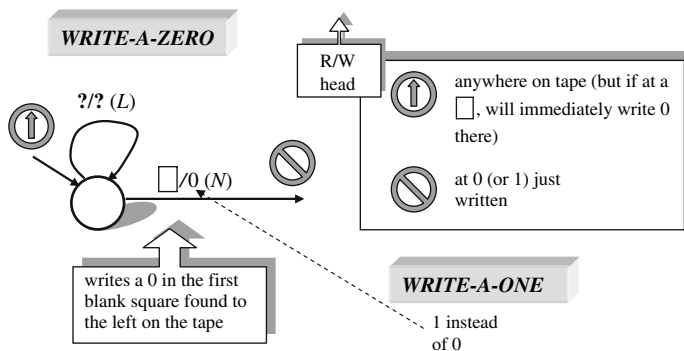 WRITE-A-ZERO
R/W
head
anywhere on tape (but if at a
□, will immediately write 0
there)
?/? (L)
□/0 (N)
at 0 (or 1) just
written
writes a 0 in the first
blank square found to
the left on the tape
WRITE-A-ONE
1 instead
of 0